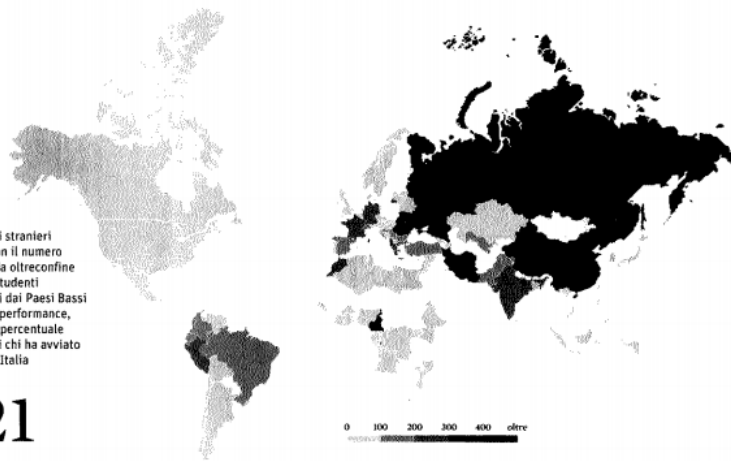 i stranieri
n il numero
a oltreconfine
tudenti
i dai Paesi Bassi
performance,
percentuale
i chi ha avviato
Italia
21
0 100 200 300 400 oltre